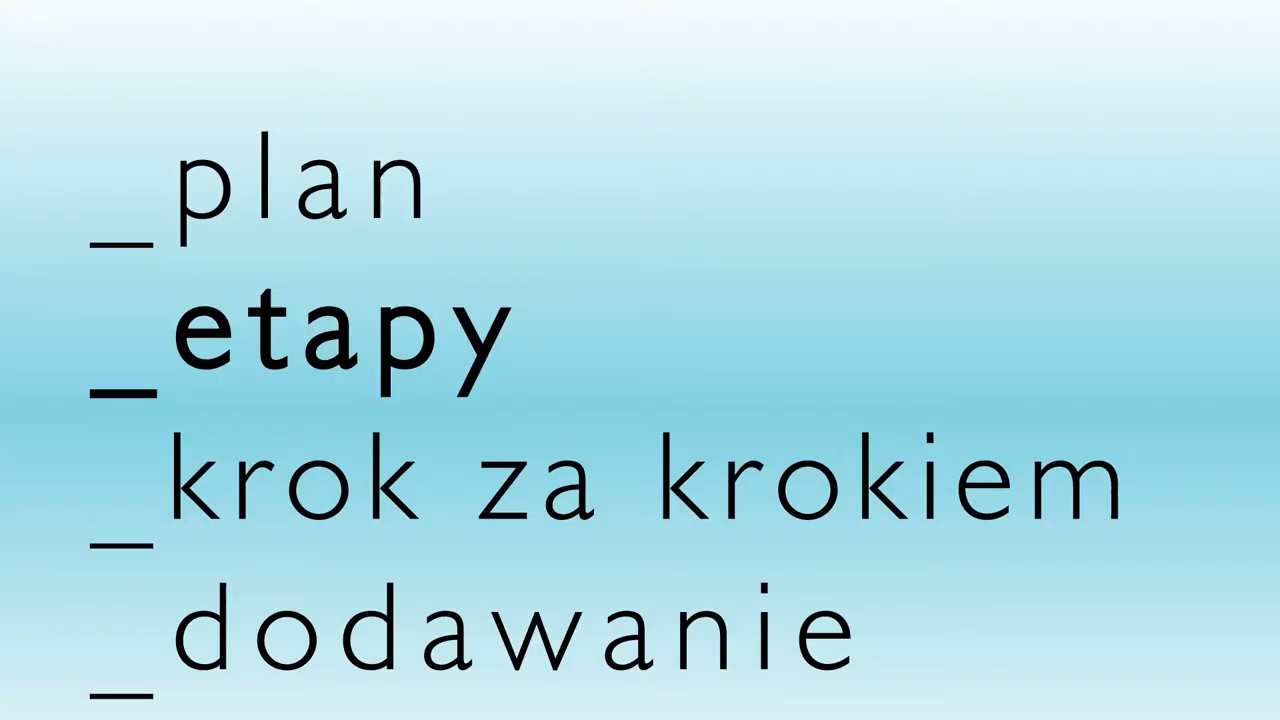 _plan
_etapy
_krok za krokiem
_dodawanie